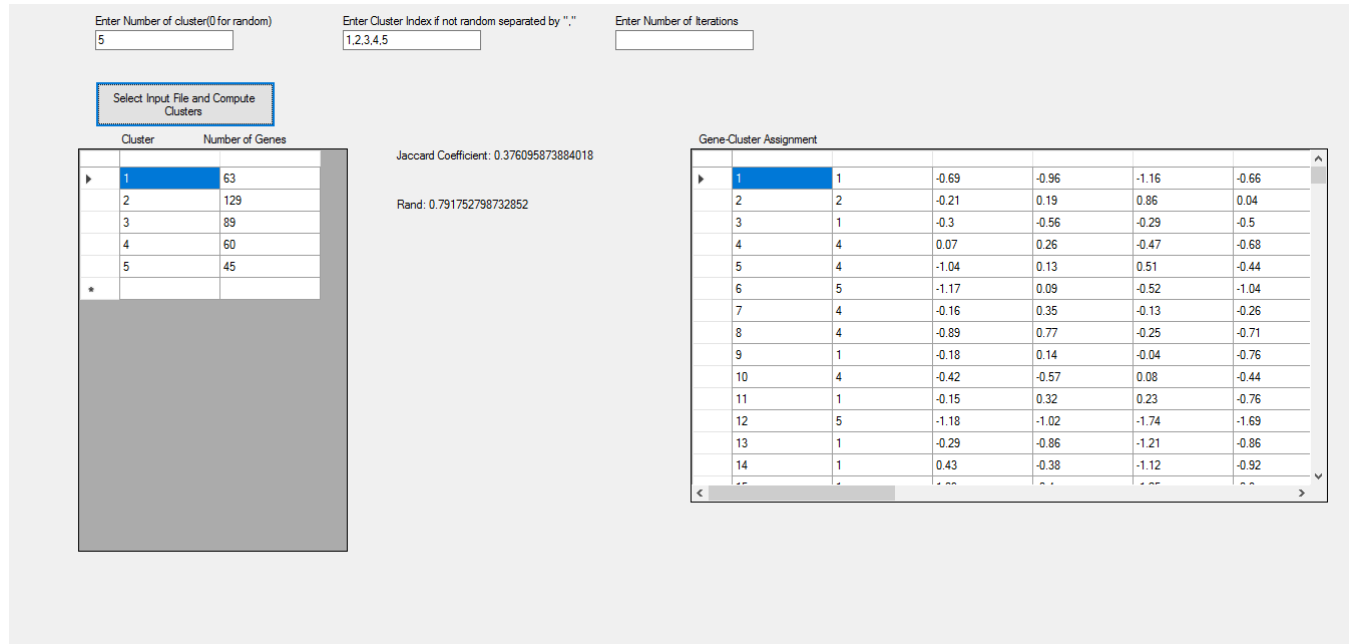 Enter Number of cluster(0 for random) Enter Cluster Index if not random separated by "," Enter Number of Iterations
5 1,2,3,4,5
Select Input File and Compute
Clusters
Cluster Number of Genes
1 63
2 129
3 89
4 60
5 45
*
Jaccard Coefficient: 0.376095873884018
Rand: 0.791752798732852
Gene-Cluster Assignment
1 1 -0.69 -0.96 -1.16 -0.66
2 2 -0.21 0.19 0.86 0.04
3 1 -0.3 -0.56 -0.29 -0.5
4 4 0.07 0.26 -0.47 -0.68
5 4 -1.04 0.13 0.51 -0.44
6 5 -1.17 0.09 -0.52 -1.04
7 4 -0.16 0.35 -0.13 -0.26
8 4 -0.89 0.77 -0.25 -0.71
9 1 -0.18 0.14 -0.04 -0.76
10 4 -0.42 -0.57 0.08 -0.44
11 1 -0.15 0.32 0.23 -0.76
12 5 -1.18 -1.02 -1.74 -1.69
13 1 -0.29 -0.86 -1.21 -0.86
14 1 0.43 -0.38 -1.12 -0.92